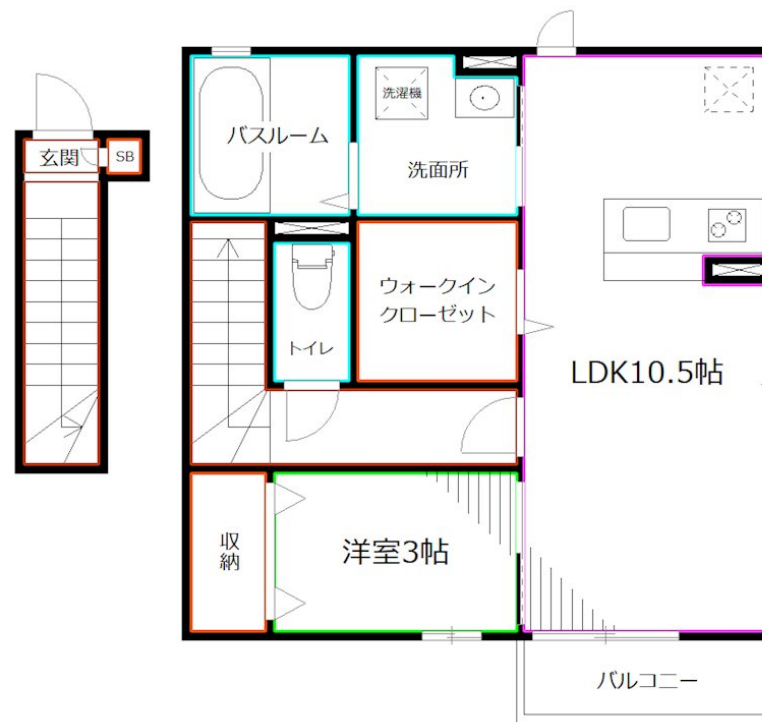 洗濯機
バスルーム
玄関
SB
洗面所
ウォークイン
クローゼット
トイレ
LDK10.5帖
収
納
洋室3帖
バルコニー